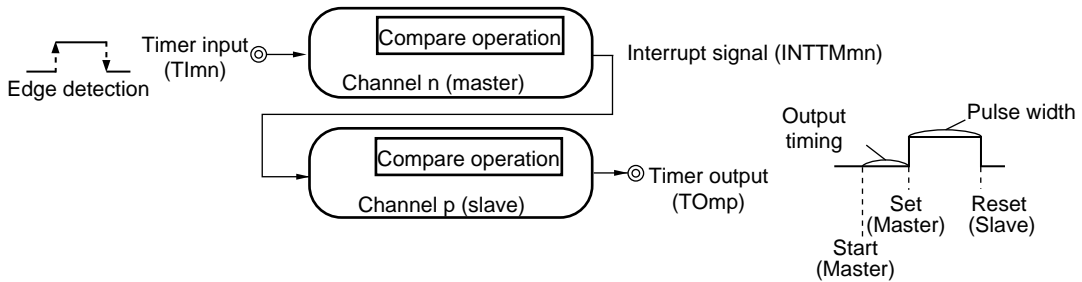 Compare operation
Timer input
(TImn)
Edge detection
Channel n (master)
Interrupt signal (INTTMmn)
Compare operation
Channel p (slave)
Timer output
(TOmp)
Output
timing
Pulse width
Set
(Master)
Reset
(Slave)
Start
(Master)